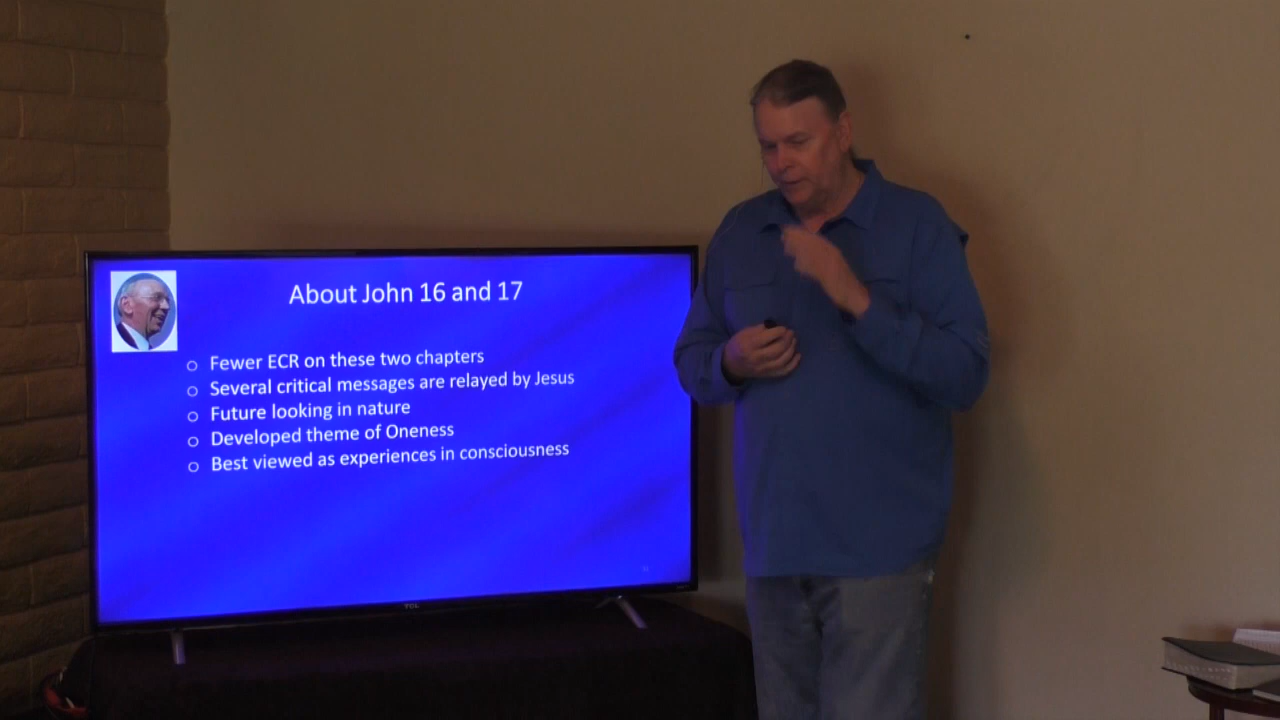 About John 16 and 17
Fewer ECR on these two chapters
Several critical messages are relayed by Jesus
Future looking in nature
Developed theme of Oneness
Best viewed as experiences in consciousness
TCL